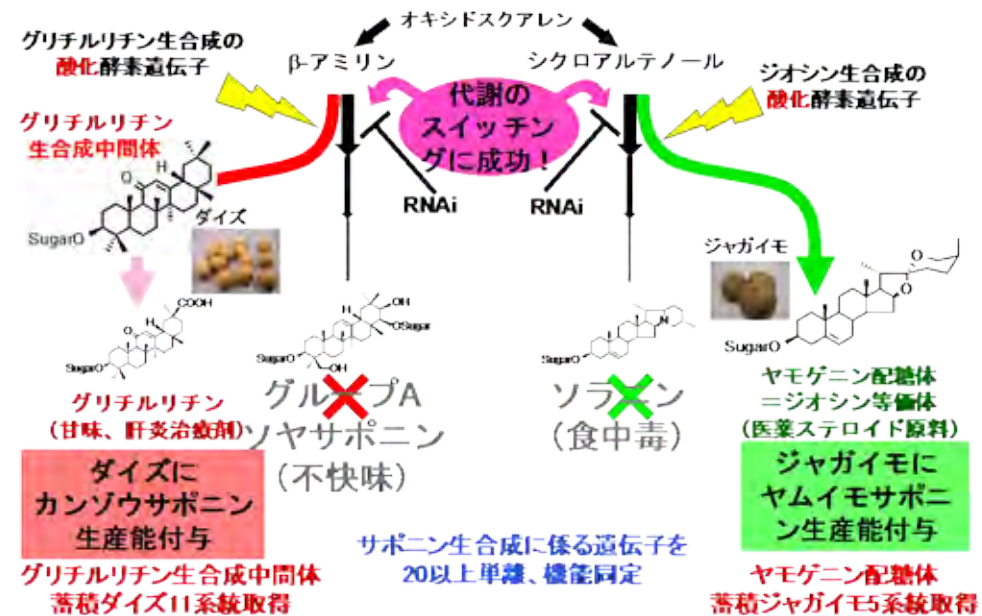 オキシドスクアレン
グリチルリチン生合成の
酸化酵素遺伝子
β-アミリン
シクロアルテノール
ジオシン生合成の
酸化酵素遺伝子
代謝の
スイッチン
グに成功！
グリチルリチン
生合成中間体
RNAi
RNAi
O
H
SugarO
ダイズ
ジャガイモ
O
O
SugarO
COOH
O
H
SugarO
OH
H
OSugar
SugarO
OH
N
SugarO
グリチルリチン
（甘味、肝炎治療剤）
グループA
ソヤサポニン
（不快味）
ソラニン
（食中毒）
ヤモゲニン配糖体
＝ジオシン等価体
（医薬ステロイド原料）
ダイズに
カンゾウサポニン
生産能付与
ジャガイモに
ヤムイモサポニ
ン生産能付与
サポニン生合成に係る遺伝子を
20以上単離、機能同定
グリチルリチン生合成中間体
蓄積ダイズ11系統取得
ヤモゲニン配糖体
蓄積ジャガイモ5系統取得